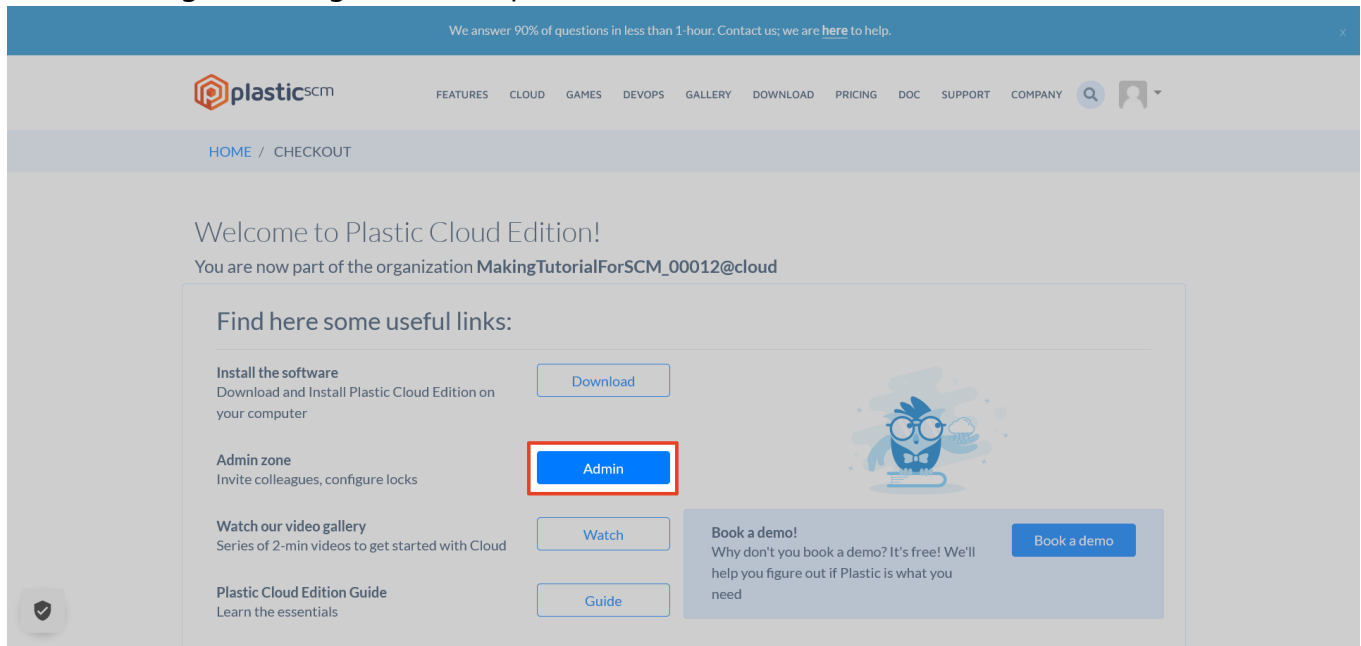 We answer 90% of questions in less than 1-hour. Contact us; we are here to help.
x
plasticscm
FEATURES CLOUD GAMES DEVOPS GALLERY DOWNLOAD PRICING DOC SUPPORT COMPANY
HOME / CHECKOUT
Welcome to Plastic Cloud Edition!
You are now part of the organization MakingTutorialForSCM_00012@cloud
Find here some useful links:
Install the software
Download and Install Plastic Cloud Edition on
your computer
Download
Admin zone
Invite colleagues, configure locks
Admin
Watch our video gallery
Series of 2-min videos to get started with Cloud
Watch
Plastic Cloud Edition Guide
Learn the essentials
Guide
Book a demo!
Why don't you book a demo? It's free! We'll
help you figure out if Plastic is what you
need
Book a demo